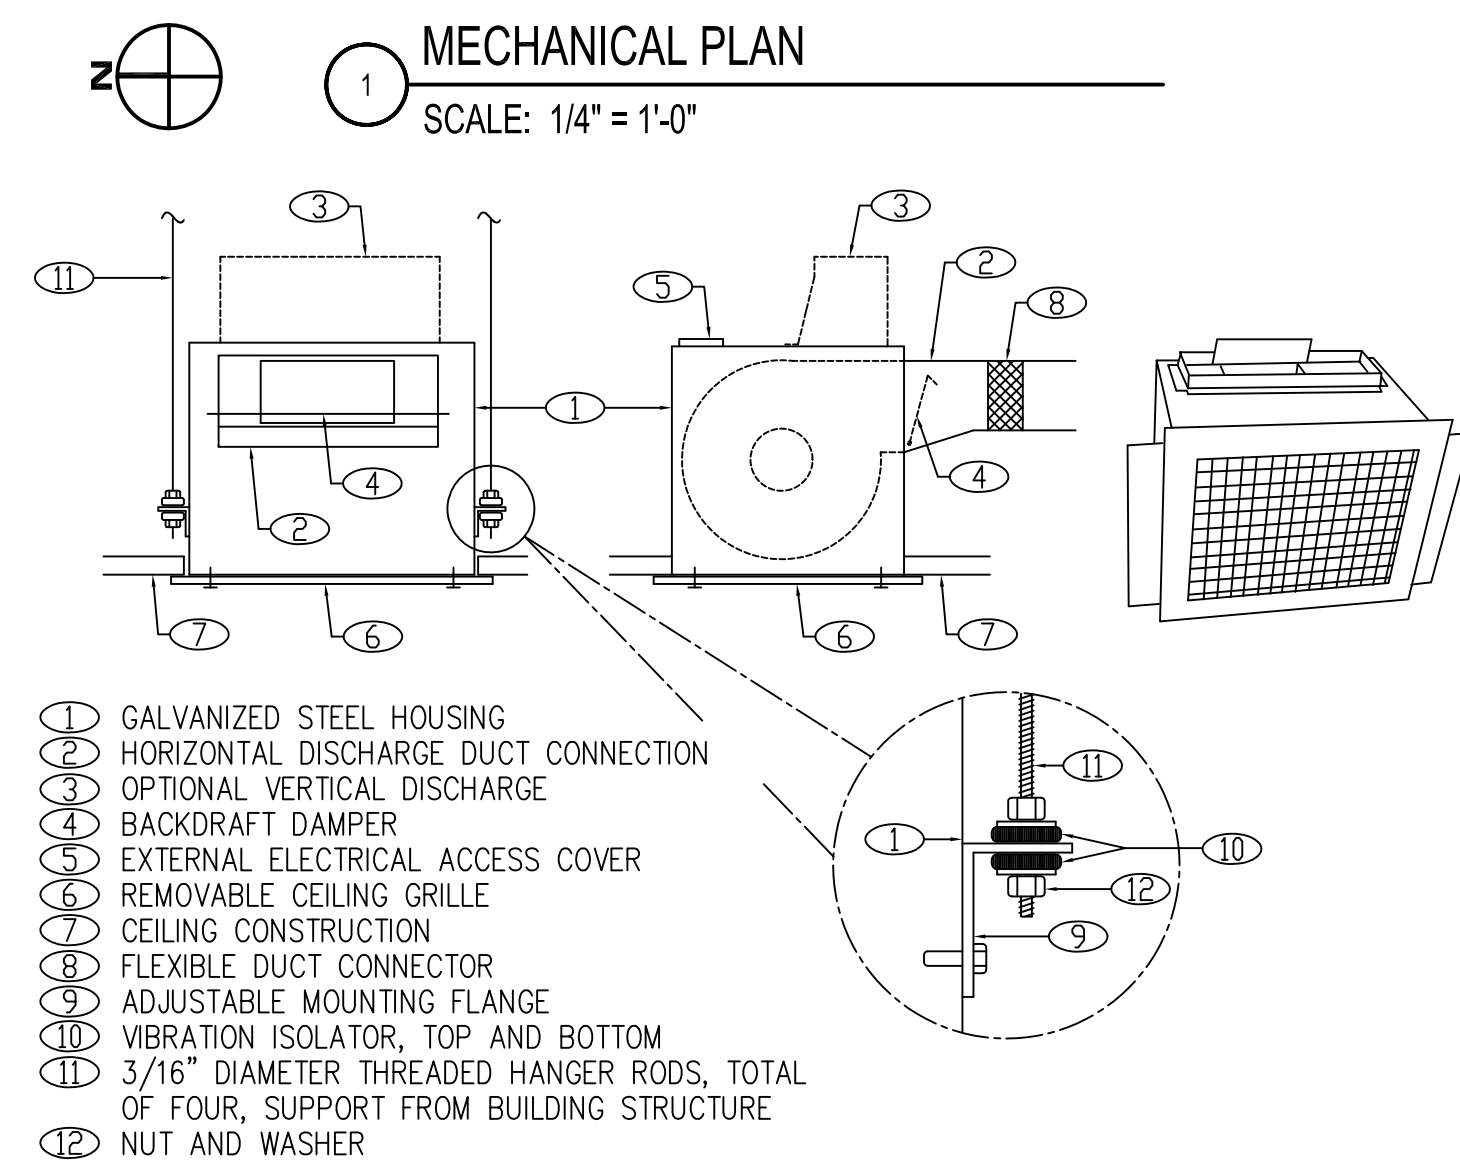 N
1
MECHANICAL PLAN
SCALE: 1/4" = 1'-0"
3
3
11
2
5
8
1
4
4
2
7
6
6
7
11
1
10
12
9
1 GALVANIZED STEEL HOUSING
2 HORIZONTAL DISCHARGE DUCT CONNECTION
3 OPTIONAL VERTICAL DISCHARGE
4 BACKDRAFT DAMPER
5 EXTERNAL ELECTRICAL ACCESS COVER
6 REMOVABLE CEILING GRILLE
7 CEILING CONSTRUCTION
8 FLEXIBLE DUCT CONNECTOR
9 ADJUSTABLE MOUNTING FLANGE
10 VIBRATION ISOLATOR, TOP AND BOTTOM
11 3/16” DIAMETER THREADED HANGER RODS, TOTAL
OF FOUR, SUPPORT FROM BUILDING STRUCTURE
12 NUT AND WASHER